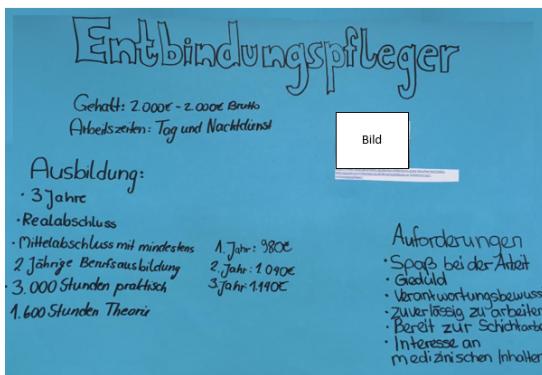 Entbindungspfleger
Gehalt: 2.000€ - 2.000€ Brutto
Arbeitszeiten: Tag und Nachtdienst
Bild
Ausbildung:
· 3 Jahre
· Realabschluss
· Mittelabschluss mit mindestens
2 Jährige Berufsausbildung
· 3.000 Stunden praktisch
1.600 Stunden Theorie
1. Jahr: 980€
2. Jahr: 1.040€
3. Jahr: 1.140€
Auforderungen
· Spaß bei der Arbeit
· Geduld
· Verantwortungsbewuss
· zuverlässig zu arbeiten
· Bereit zur Schichtarbe
· Interesse an
medizinischen Inhalten